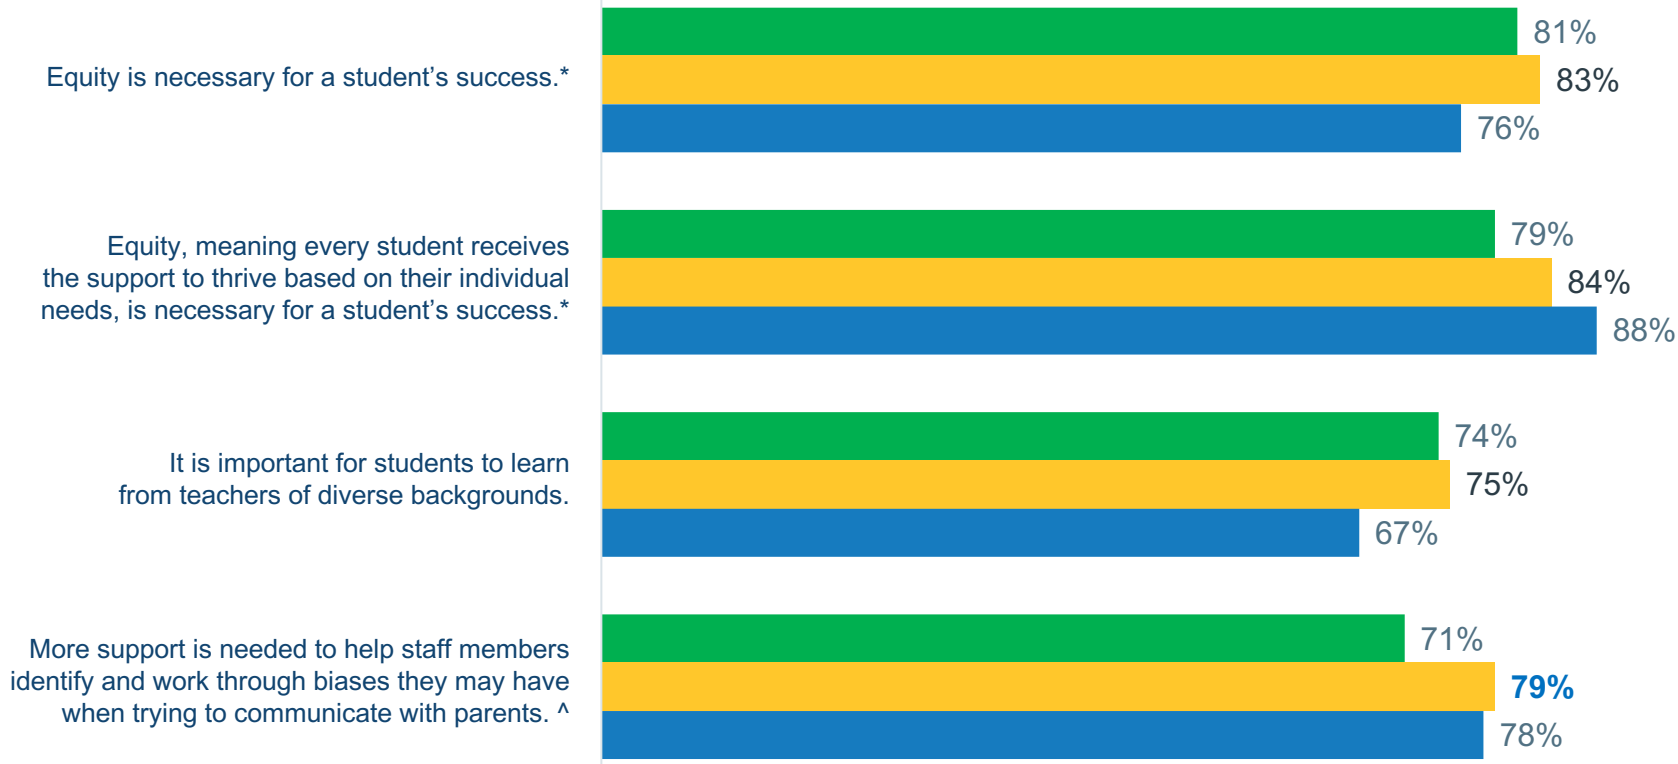 81%
Equity is necessary for a student’s success.*
83%
76%
79%
Equity, meaning every student receives
the support to thrive based on their individual
needs, is necessary for a student’s success.*
84%
88%
74%
It is important for students to learn
from teachers of diverse backgrounds.
75%
67%
71%
More support is needed to help staff members
identify and work through biases they may have
when trying to communicate with parents. ^
79%
78%